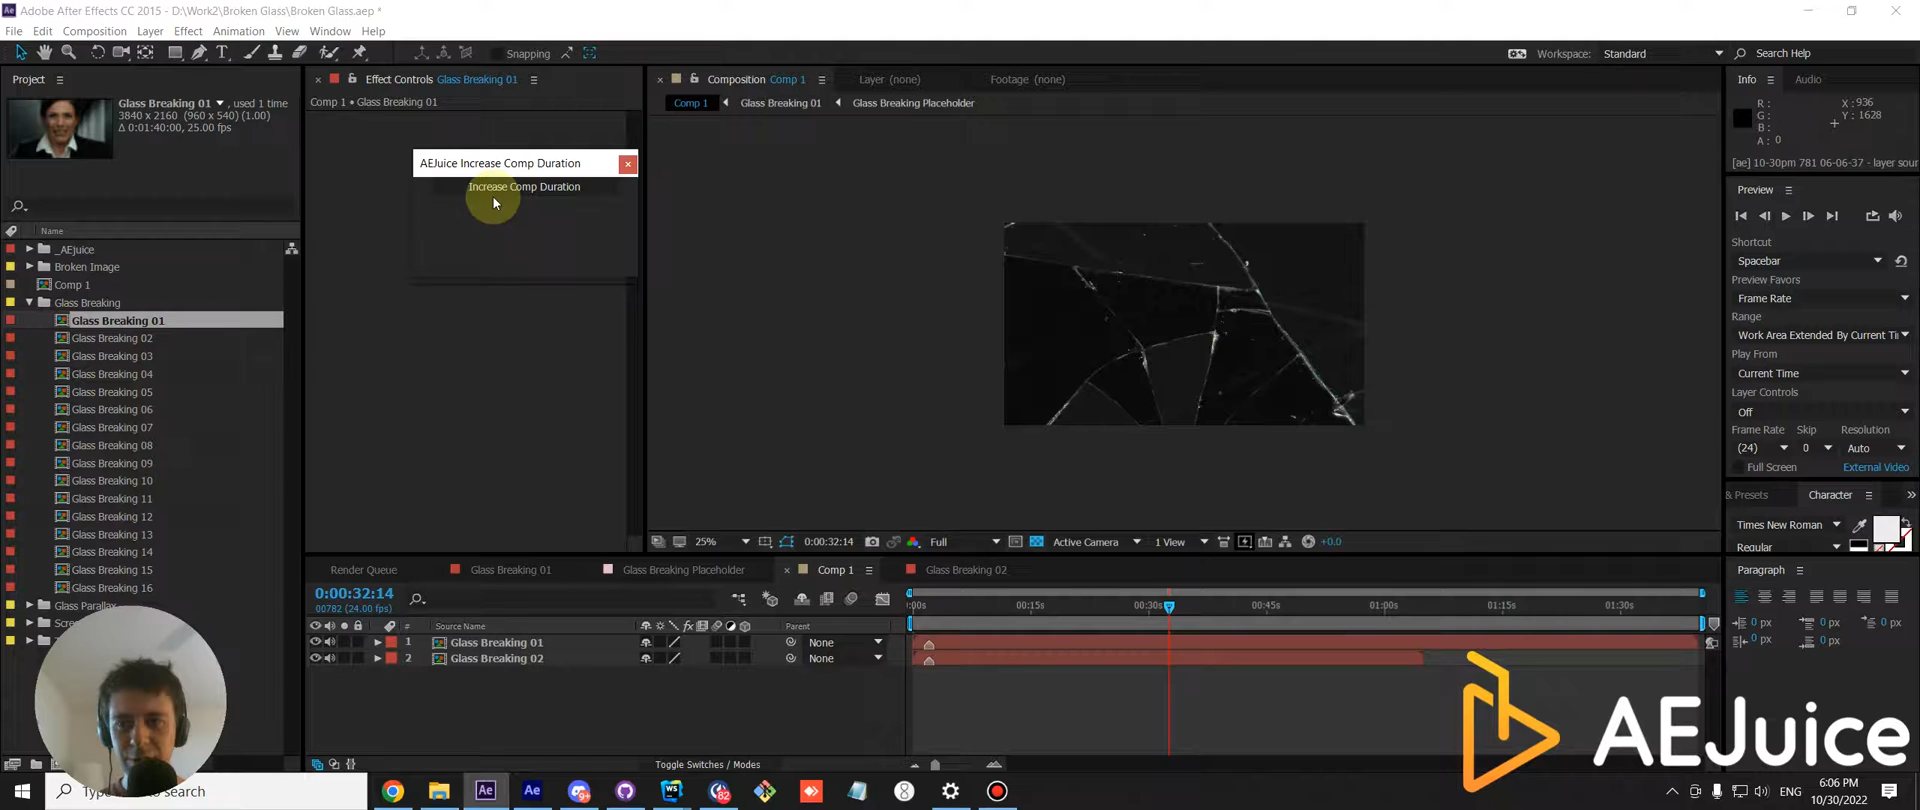 Adobe After Effects CC 2015 - D:\Work2\Broken Glass\Broken Glass.aep *
File Edit Composition Layer Effect Animation View Window Help
Snapping
Workspace: Standard
Search Help
Project
Glass Breaking 01 ▼, used 1 time
3840 x 2160 (960 x 540) (1.00)
Δ 0:01:40:00, 25.00 fps
Name
_AEjuice
Broken Image
Comp 1
Glass Breaking
Glass Breaking 01
Glass Breaking 02
Glass Breaking 03
Glass Breaking 04
Glass Breaking 05
Glass Breaking 06
Glass Breaking 07
Glass Breaking 08
Glass Breaking 09
Glass Breaking 10
Glass Breaking 11
Glass Breaking 12
Glass Breaking 13
Glass Breaking 14
Glass Breaking 15
Glass Breaking 16
Glass Parallax
Effect Controls Glass Breaking 01
Comp 1 • Glass Breaking 01
AEJuice Increase Comp Duration
Increase Comp Duration
Composition Comp 1
Layer (none)
Footage (none)
Comp 1 Glass Breaking 01 Glass Breaking Placeholder
25% 0:00:32:14 Full Active Camera 1 View +0.0
Info Audio
R: X: 936
G: Y: 1628
B:
A: 0
[ae] 10-30pm 781 06-06-37 - layer sour
Preview
Shortcut
Spacebar
Preview Favors
Frame Rate
Range
Work Area Extended By Current Ti
Play From
Current Time
Layer Controls
Off
Frame Rate Skip Resolution
(24) 0 Auto
Full Screen External Video
& Presets Character
Times New Roman
Regular
Paragraph
0 px 0 px 0 px
0 px 0 px
Render Queue Glass Breaking 01 Glass Breaking Placeholder Comp 1 Glass Breaking 02
0:00:32:14
00782 (24.00 fps)
:00s 00:15s 00:30s 00:45s 01:00s 01:15s 01:30s
# Source Name Parent
1 Glass Breaking 01 None
2 Glass Breaking 02 None
Toggle Switches / Modes
AEJuice
to search
Ae Ae WS 82
ENG
6:06 PM
10/30/2022